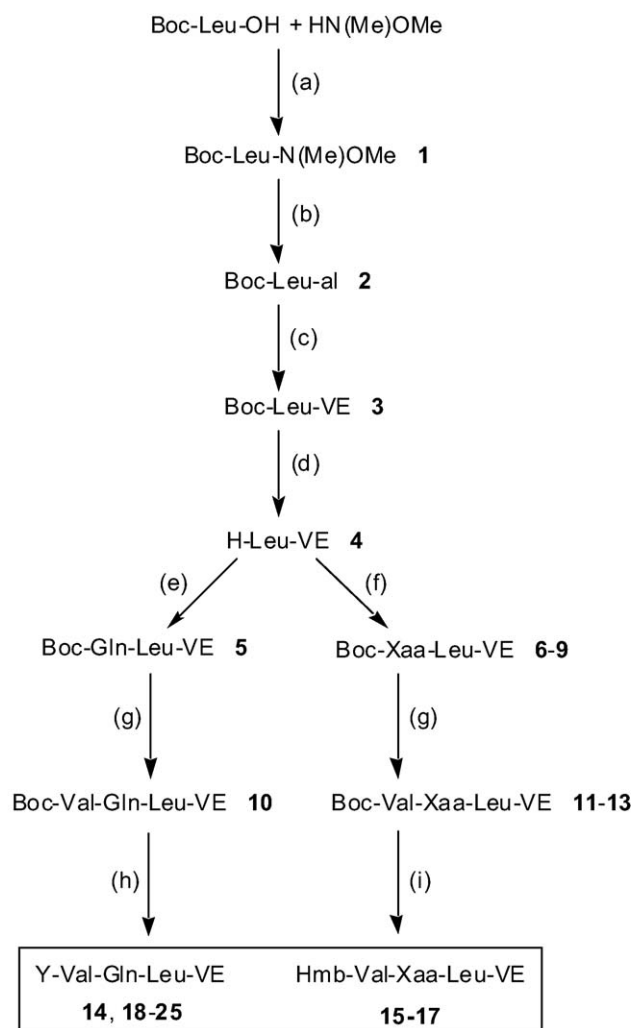 Boc-Leu-OH + HN(Me)OMe
(a)
Boc-Leu-N(Me)OMe 1
(b)
Boc-Leu-al 2
(c)
Boc-Leu-VE 3
(d)
H-Leu-VE 4
(e) (f)
Boc-Gln-Leu-VE 5 Boc-Xaa-Leu-VE 6-9
(g) (g)
Boc-Val-Gln-Leu-VE 10 Boc-Val-Xaa-Leu-VE 11-13
(h) (i)
Y-Val-Gln-Leu-VE Hmb-Val-Xaa-Leu-VE
14, 18-25 15-17